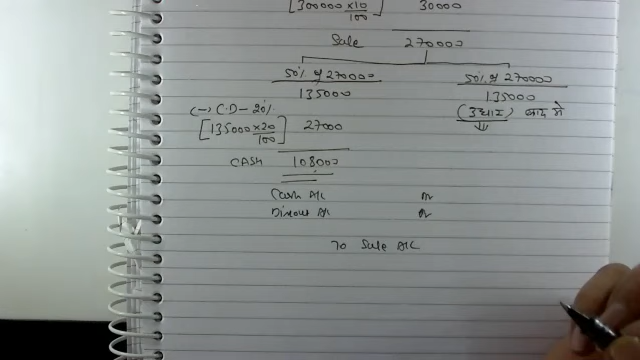 [300000 × 10/100] 30000
Sale 270000
50% of 270000 50% of 270000
135000 135000
(-) C.D - 20% (उधार) बाद में
[135000 × 20/100] 27000
CASH 108000
Cash A/c Dr
Discount A/c Dr
To Sale A/c